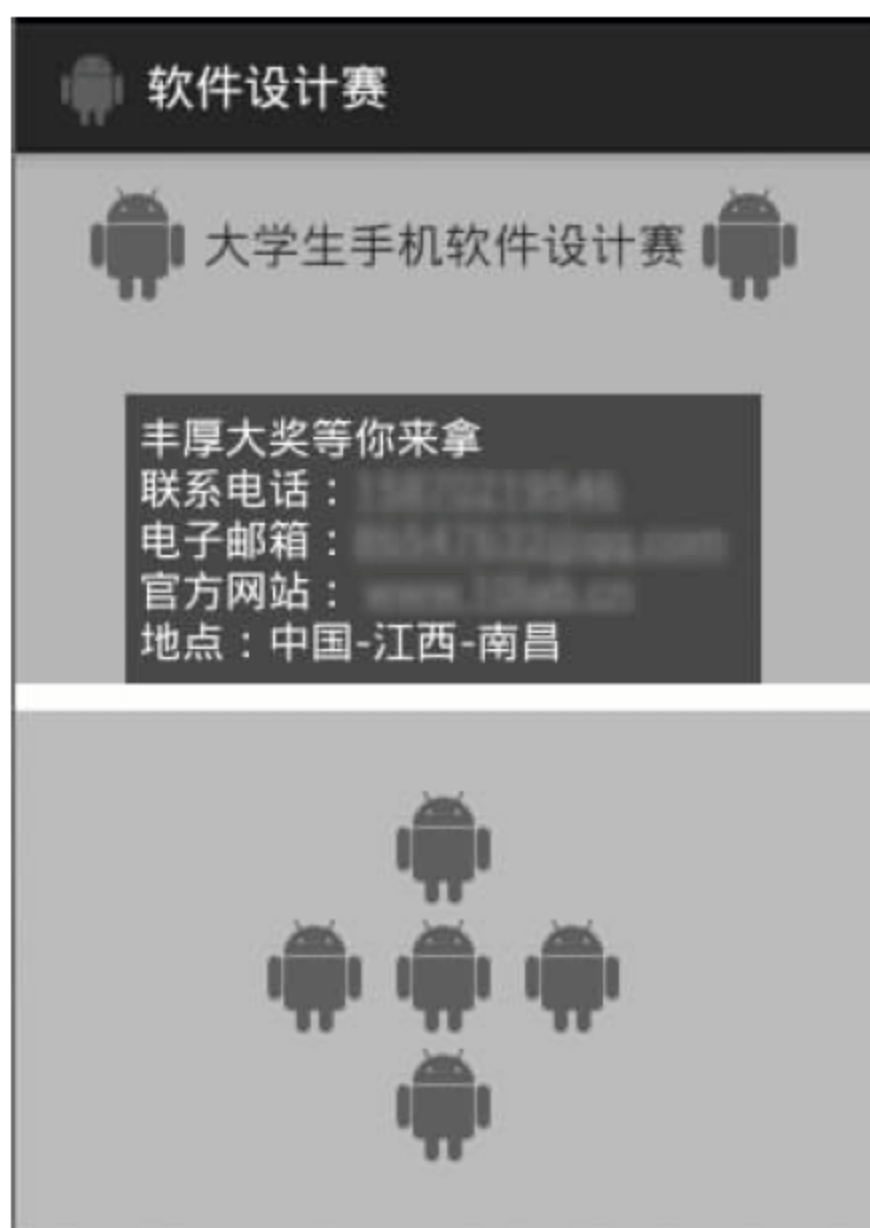 软件设计赛
大学生手机软件设计赛
丰厚大奖等你来拿
联系电话：
电子邮箱：
官方网站：
地点：中国-江西-南昌